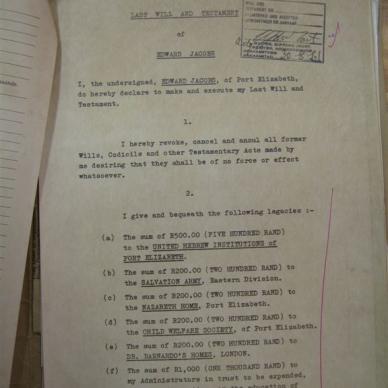 LAST WILL AND TESTAMENT
of
EDWARD JACOBS
I, the undersigned, EDWARD JACOBS, of Port Elizabeth,
do hereby declare to make and execute my Last Will and
Testament.
1.
I hereby revoke, cancel and annul all former
Wills, Codicils and other Testamentary Acts made by
me desiring that they shall be of no force or effect
whatsoever.
2.
I give and bequeath the following legacies :-
(a) The sum of R500.00 (FIVE HUNDRED RAND)
to the UNITED HEBREW INSTITUTIONS of
PORT ELIZABETH.
(b) The sum of R200.00 (TWO HUNDRED RAND) to
the SALVATION ARMY, Eastern Division.
(c) The sum of R200.00 (TWO HUNDRED RAND) to
the NAZARETH HOME, Port Elizabeth.
(d) The sum of R200.00 (TWO HUNDRED RAND) to
the CHILD WELFARE SOCIETY, of Port Elizabeth.
(e) The sum of R200.00 (TWO HUNDRED RAND) to
DR. BARNARDO'S HOMES, LONDON.
(f) The sum of R1,000 (ONE THOUSAND RAND) to
my Administrators in trust to be expended,
the education of